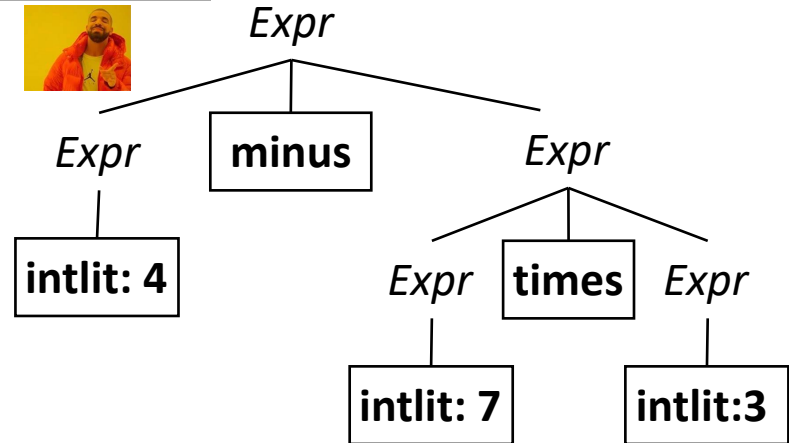 Expr
Expr minus Expr
intlit: 4 Expr times Expr
intlit: 7 intlit:3